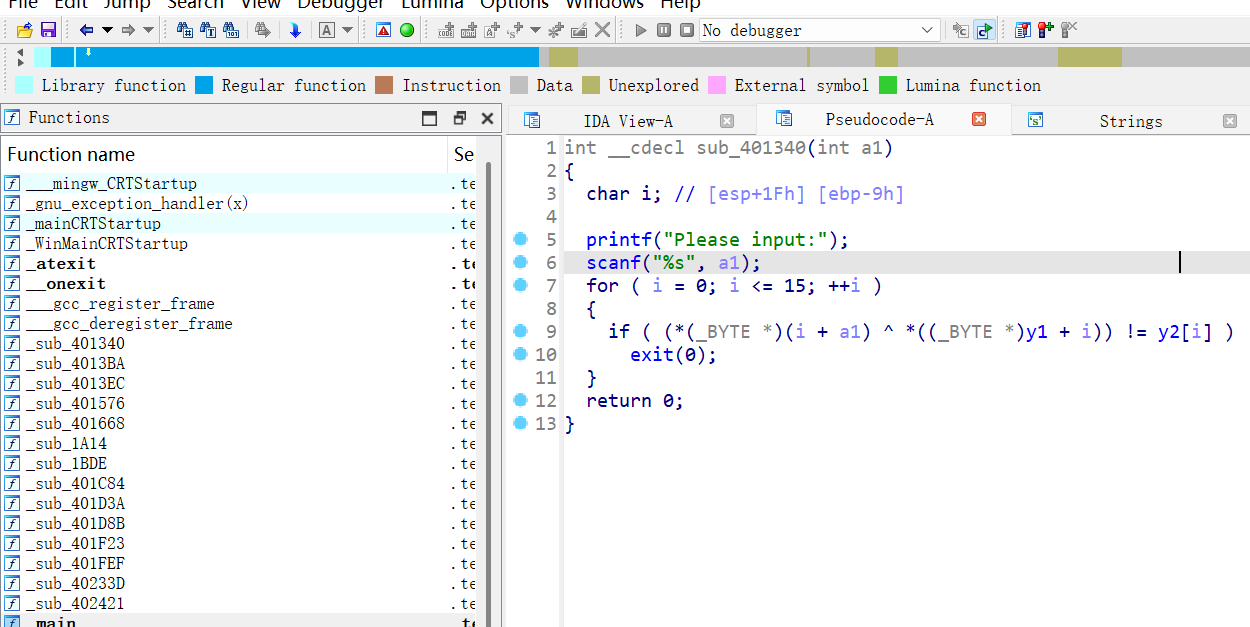 File Edit Jump Search View Debugger Lumina Options Windows Help
No debugger
Library function Regular function Instruction Data Unexplored External symbol Lumina function
Functions
IDA View-A Pseudocode-A Strings
Function name Se
___mingw_CRTStartup .te
_gnu_exception_handler(x) .te
_mainCRTStartup .te
_WinMainCRTStartup .te
_atexit .te
__onexit .te
___gcc_register_frame .te
___gcc_deregister_frame .te
_sub_401340 .te
_sub_4013BA .te
_sub_4013EC .te
_sub_401576 .te
_sub_401668 .te
_sub_1A14 .te
_sub_1BDE .te
_sub_401C84 .te
_sub_401D3A .te
_sub_401D8B .te
_sub_401F23 .te
_sub_401FEF .te
_sub_40233D .te
_sub_402421 .te
_main .te
1 int __cdecl sub_401340(int a1)
2 {
3 char i; // [esp+1Fh] [ebp-9h]
4
5 printf("Please input:");
6 scanf("%s", a1);
7 for ( i = 0; i <= 15; ++i )
8 {
9 if ( (*(_BYTE *)(i + a1) ^ *((_BYTE *)y1 + i)) != y2[i] )
10 exit(0);
11 }
12 return 0;
13 }